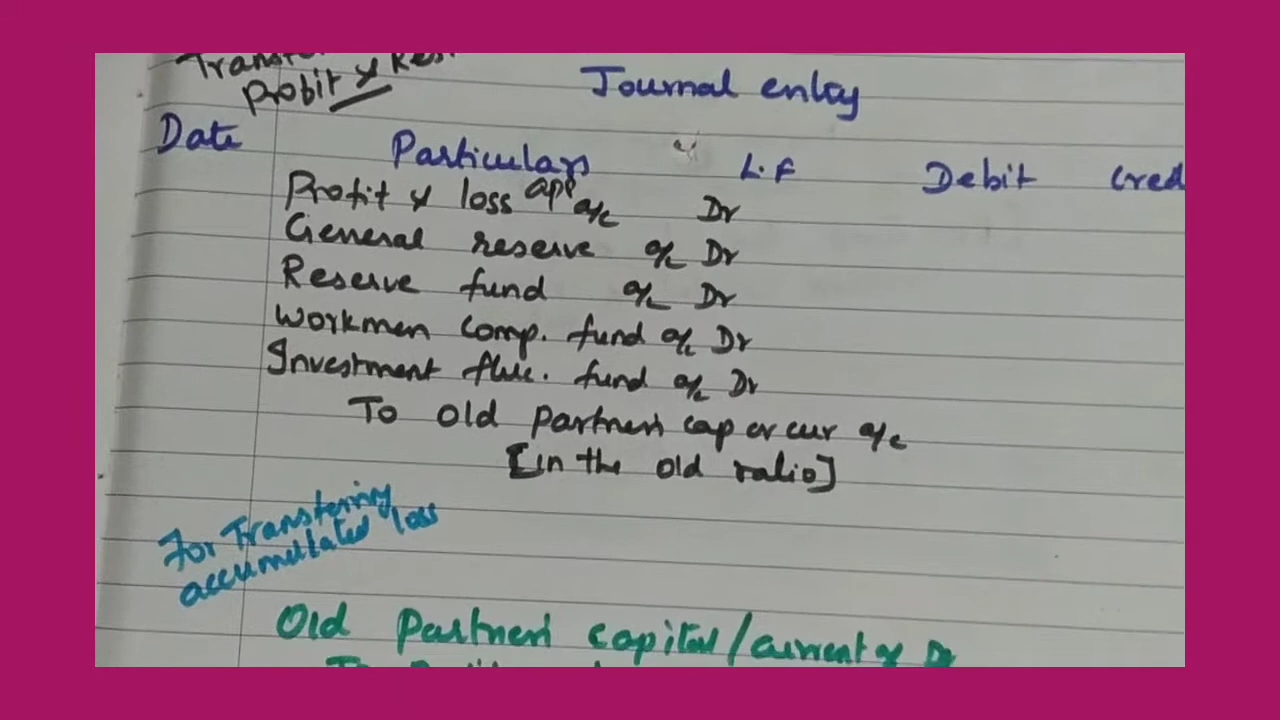 Profit & Res
Journal entry
Date Particulars L.F Debit Cred
Profit & loss app a/c Dr
General reserve a/c Dr
Reserve fund a/c Dr
Workmen comp. fund a/c Dr
Investment fluc. fund a/c Dr
To old partners cap or cur a/c
[in the old ratio]
For Transferring
accumulated loss
Old Partners capital/current a/c Dr